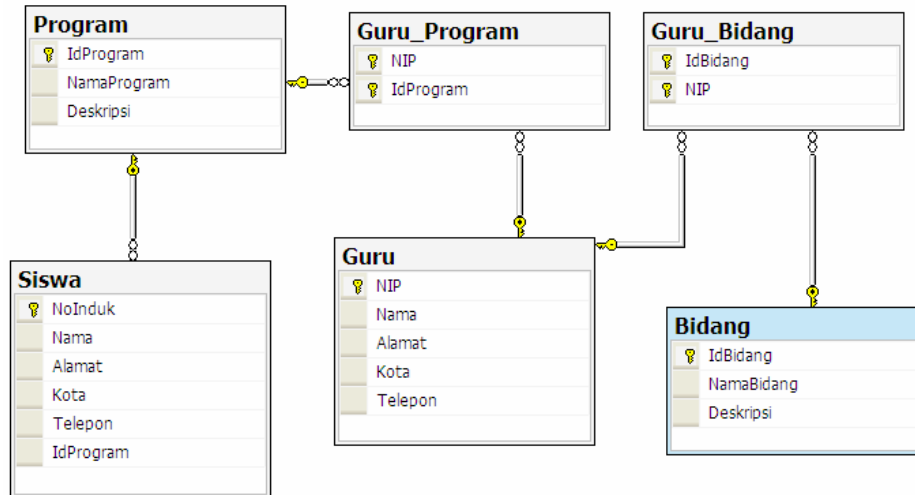 Program
IdProgram
NamaProgram
Deskripsi
Guru_Program
NIP
IdProgram
Guru_Bidang
IdBidang
NIP
Siswa
NoInduk
Nama
Alamat
Kota
Telepon
IdProgram
Guru
NIP
Nama
Alamat
Kota
Telepon
Bidang
IdBidang
NamaBidang
Deskripsi